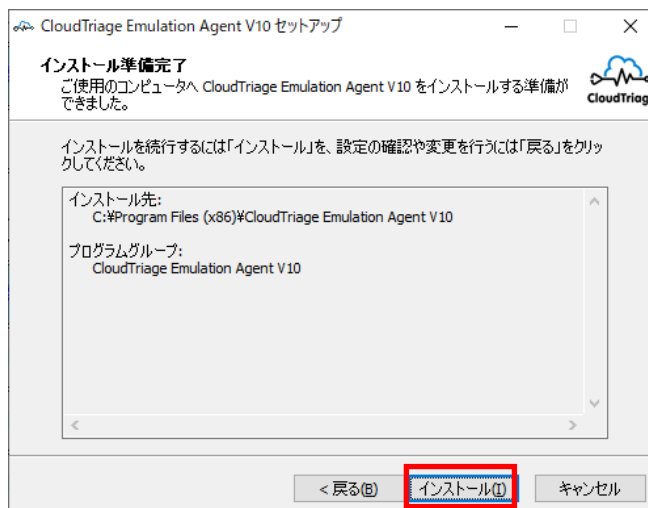 CloudTriage Emulation Agent V10 セットアップ
インストール準備完了
ご使用のコンピュータへ CloudTriage Emulation Agent V10 をインストールする準備が
できました。
CloudTriag
インストールを続行するには「インストール」を、設定の確認や変更を行うには「戻る」をクリッ
クしてください。
インストール先:
C:¥Program Files (x86)¥CloudTriage Emulation Agent V10
プログラムグループ:
CloudTriage Emulation Agent V10
< 戻る(B)
インストール(I)
キャンセル